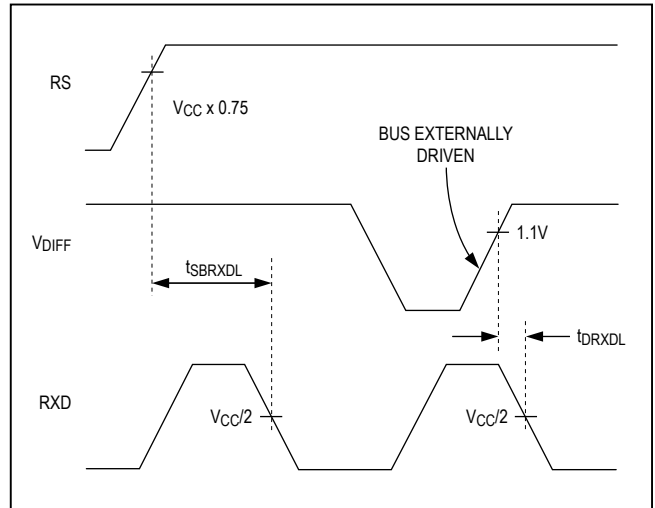 RS
VCC x 0.75
BUS EXTERNALLY
DRIVEN
VDIFF
1.1V
tSBRXDL
tDRXDL
RXD
VCC/2
VCC/2